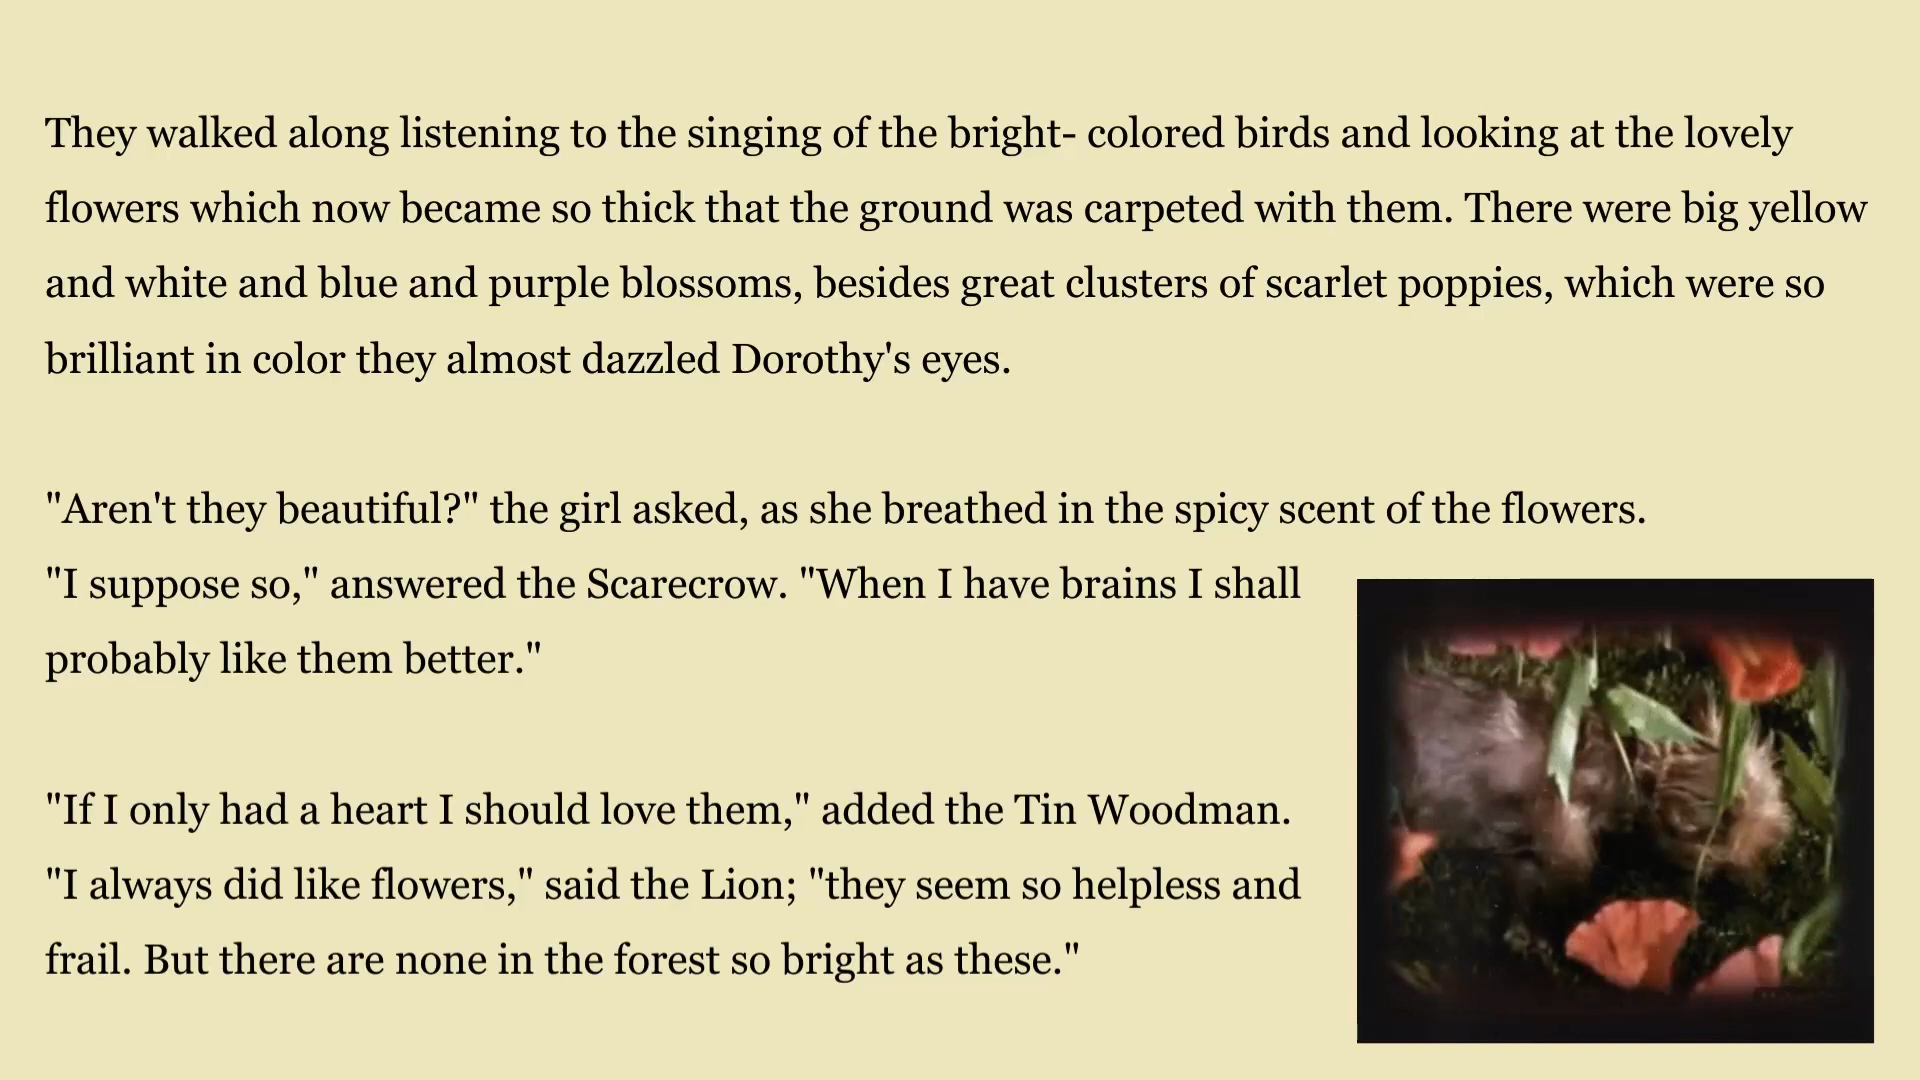 They walked along listening to the singing of the bright- colored birds and looking at the lovely
flowers which now became so thick that the ground was carpeted with them. There were big yellow
and white and blue and purple blossoms, besides great clusters of scarlet poppies, which were so
brilliant in color they almost dazzled Dorothy's eyes.
"Aren't they beautiful?" the girl asked, as she breathed in the spicy scent of the flowers.
"I suppose so," answered the Scarecrow. "When I have brains I shall
probably like them better."
"If I only had a heart I should love them," added the Tin Woodman.
"I always did like flowers," said the Lion; "they seem so helpless and
frail. But there are none in the forest so bright as these."